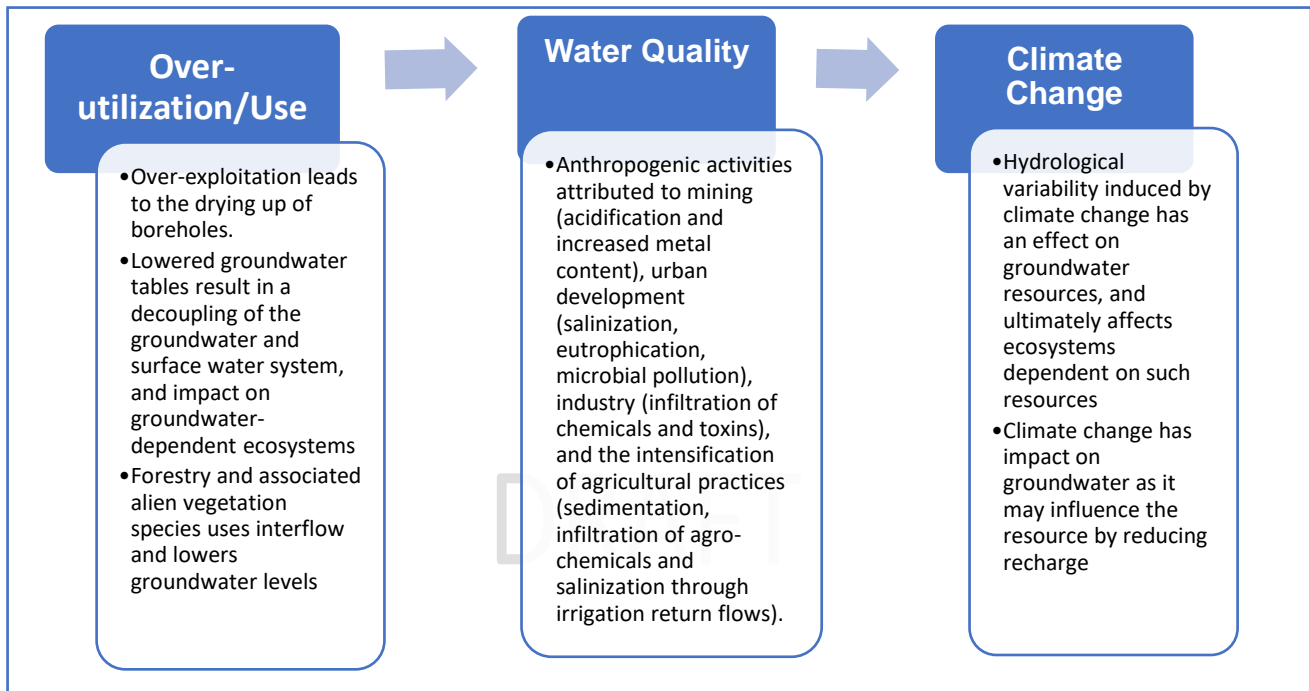 Over-
utilization/Use
•Over-exploitation leads
to the drying up of
boreholes.
•Lowered groundwater
tables result in a
decoupling of the
groundwater and
surface water system,
and impact on
groundwater-
dependent ecosystems
•Forestry and associated
alien vegetation
species uses interflow
and lowers
groundwater levels
Water Quality
•Anthropogenic activities
attributed to mining
(acidification and
increased metal
content), urban
development
(salinization,
eutrophication,
microbial pollution),
industry (infiltration of
chemicals and toxins),
and the intensification
of agricultural practices
(sedimentation,
infiltration of agro-
chemicals and
salinization through
irrigation return flows).
Climate
Change
•Hydrological
variability induced by
climate change has
an effect on
groundwater
resources, and
ultimately affects
ecosystems
dependent on such
resources
•Climate change has
impact on
groundwater as it
may influence the
resource by reducing
recharge